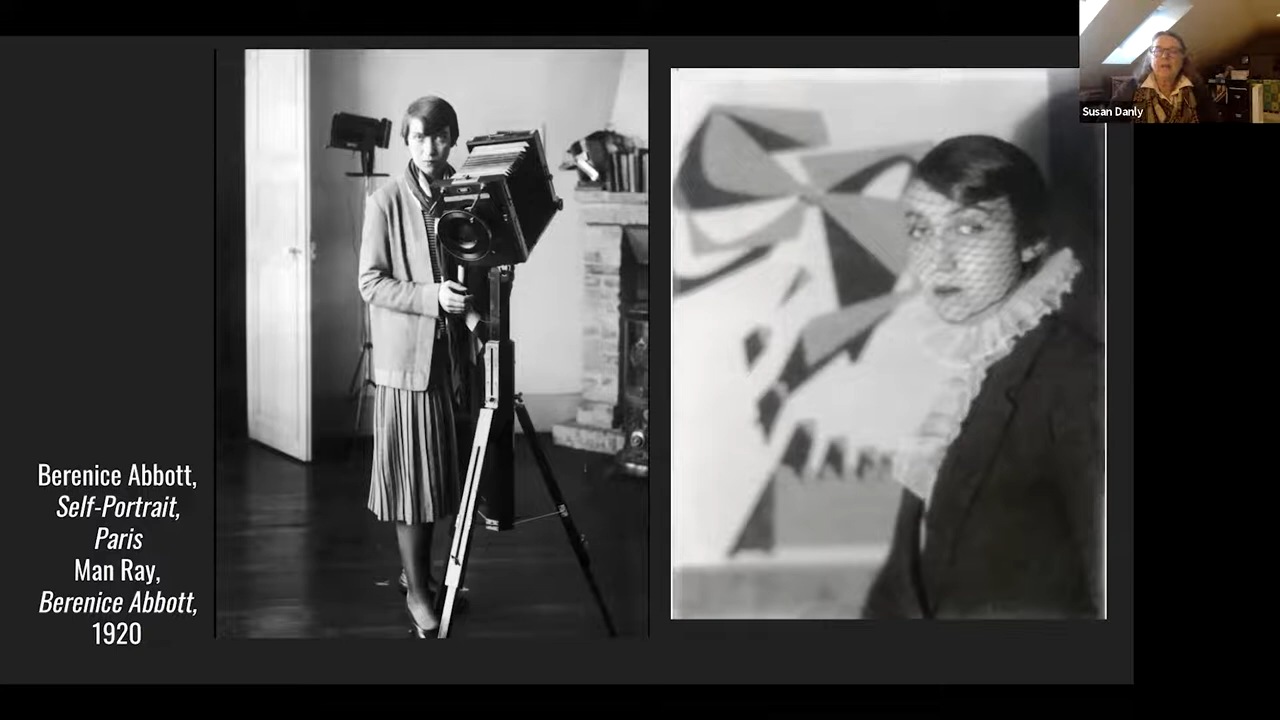 Susan Danly
Berenice Abbott,
Self-Portrait,
Paris
Man Ray,
Berenice Abbott,
1920